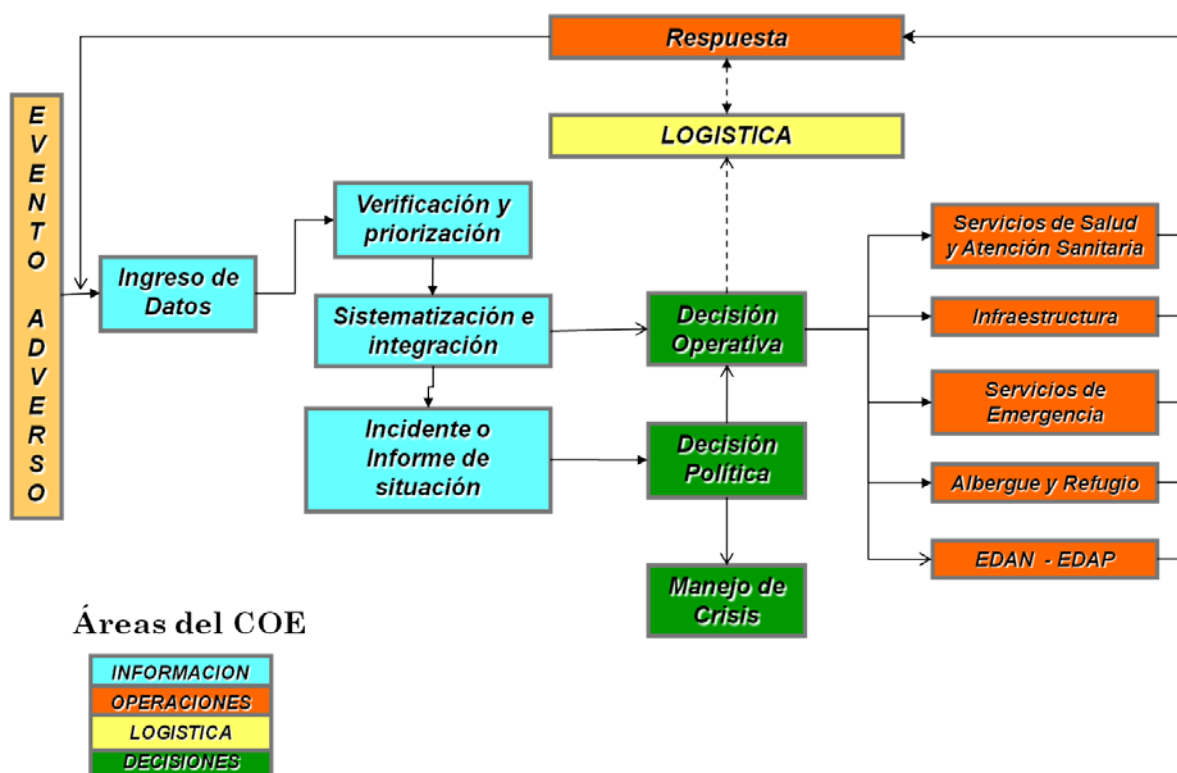 Respuesta
LOGISTICA
EVENTO ADVERSO
Verificación y
priorización
Ingreso de
Datos
Sistematización e
integración
Incidente o
Informe de
situación
Decisión
Operativa
Decisión
Política
Manejo de
Crisis
Servicios de Salud
y Atención Sanitaria
Infraestructura
Servicios de
Emergencia
Albergue y Refugio
EDAN - EDAP
Áreas del COE
INFORMACION
OPERACIONES
LOGISTICA
DECISIONES